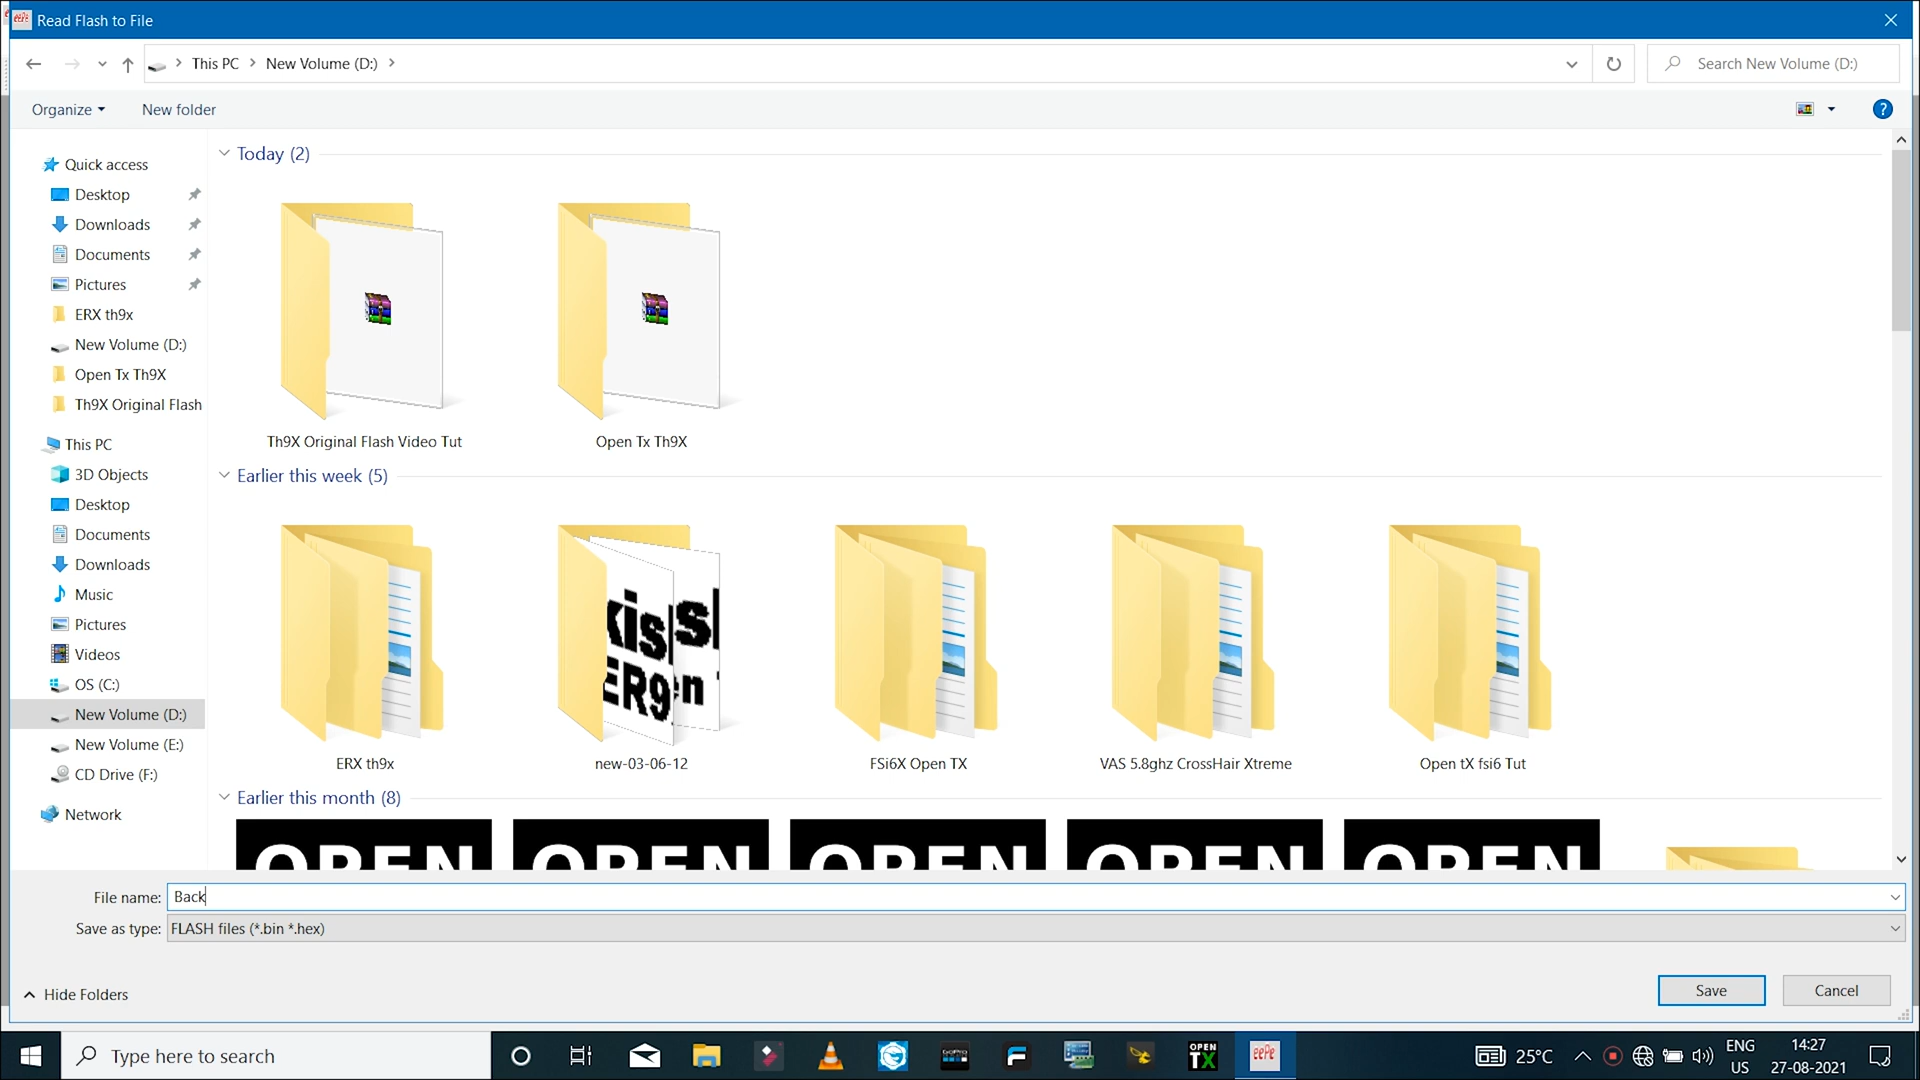 Read Flash to File
This PC
New Volume (D:)
Search New Volume (D:)
Organize
New folder
Quick access
Desktop
Downloads
Documents
Pictures
ERX th9x
New Volume (D:)
Open Tx Th9X
Th9X Original Flash
This PC
3D Objects
Desktop
Documents
Downloads
Music
Pictures
Videos
OS (C:)
New Volume (D:)
New Volume (E:)
CD Drive (F:)
Network
Today (2)
Th9X Original Flash Video Tut
Open Tx Th9X
Earlier this week (5)
ERX th9x
new-03-06-12
FSi6X Open TX
VAS 5.8ghz CrossHair Xtreme
Open tX fsi6 Tut
Earlier this month (8)
OPEN OPEN OPEN OPEN OPEN
File name: Back
Save as type: FLASH files (*.bin *.hex)
Hide Folders
Save
Cancel
Type here to search
OPEN
TX
eePe
25°C
ENG
US
14:27
27-08-2021